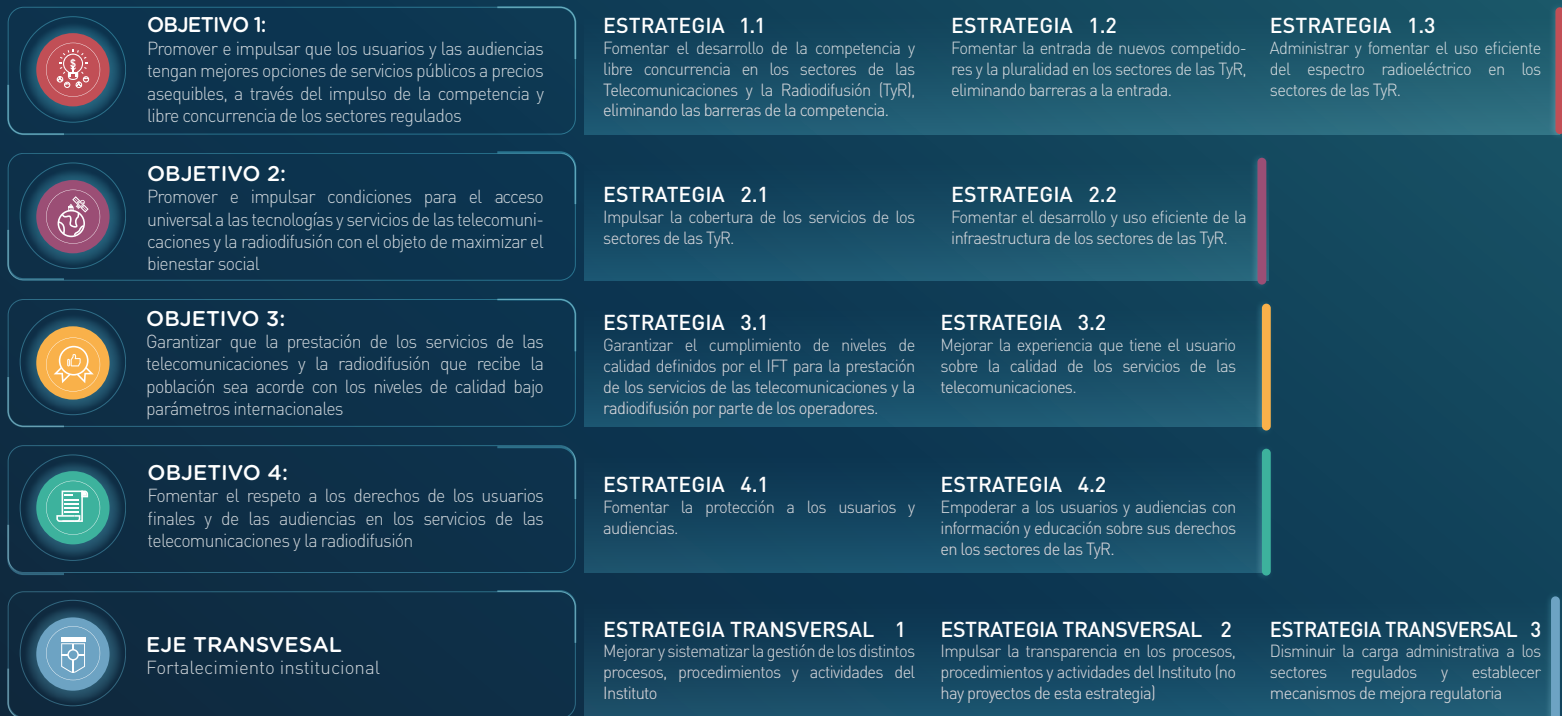 OBJETIVO 1:
Promover e impulsar que los usuarios y las audiencias
tengan mejores opciones de servicios públicos a precios
asequibles, a través del impulso de la competencia y
libre concurrencia de los sectores regulados
ESTRATEGIA 1.1
Fomentar el desarrollo de la competencia y
libre concurrencia en los sectores de las
Telecomunicaciones y la Radiodifusión (TyR),
eliminando las barreras de la competencia.
ESTRATEGIA 1.2
Fomentar la entrada de nuevos competido-
res y la pluralidad en los sectores de las TyR,
eliminando barreras a la entrada.
ESTRATEGIA 1.3
Administrar y fomentar el uso eficiente
del espectro radioeléctrico en los
sectores de las TyR.
OBJETIVO 2:
Promover e impulsar condiciones para el acceso
universal a las tecnologías y servicios de las telecomuni-
caciones y la radiodifusión con el objeto de maximizar el
bienestar social
ESTRATEGIA 2.1
Impulsar la cobertura de los servicios de los
sectores de las TyR.
ESTRATEGIA 2.2
Fomentar el desarrollo y uso eficiente de la
infraestructura de los sectores de las TyR.
OBJETIVO 3:
Garantizar que la prestación de los servicios de las
telecomunicaciones y la radiodifusión que recibe la
población sea acorde con los niveles de calidad bajo
parámetros internacionales
ESTRATEGIA 3.1
Garantizar el cumplimiento de niveles de
calidad definidos por el IFT para la prestación
de los servicios de las telecomunicaciones y la
radiodifusión por parte de los operadores.
ESTRATEGIA 3.2
Mejorar la experiencia que tiene el usuario
sobre la calidad de los servicios de las
telecomunicaciones.
OBJETIVO 4:
Fomentar el respeto a los derechos de los usuarios
finales y de las audiencias en los servicios de las
telecomunicaciones y la radiodifusión
ESTRATEGIA 4.1
Fomentar la protección a los usuarios y
audiencias.
ESTRATEGIA 4.2
Empoderar a los usuarios y audiencias con
información y educación sobre sus derechos
en los sectores de las TyR.
EJE TRANSVESAL
Fortalecimiento institucional
ESTRATEGIA TRANSVERSAL 1
Mejorar y sistematizar la gestión de los distintos
procesos, procedimientos y actividades del
Instituto
ESTRATEGIA TRANSVERSAL 2
Impulsar la transparencia en los procesos,
procedimientos y actividades del Instituto (no
hay proyectos de esta estrategia)
ESTRATEGIA TRANSVERSAL 3
Disminuir la carga administrativa a los
sectores regulados y establecer
mecanismos de mejora regulatoria